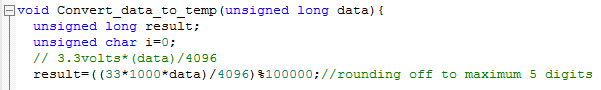 void Convert_data_to_temp(unsigned long data){
unsigned long result;
unsigned char i=0;
// 3.3volts*(data)/4096
result=((33*1000*data)/4096)%100000;//rounding off to maximum 5 digits